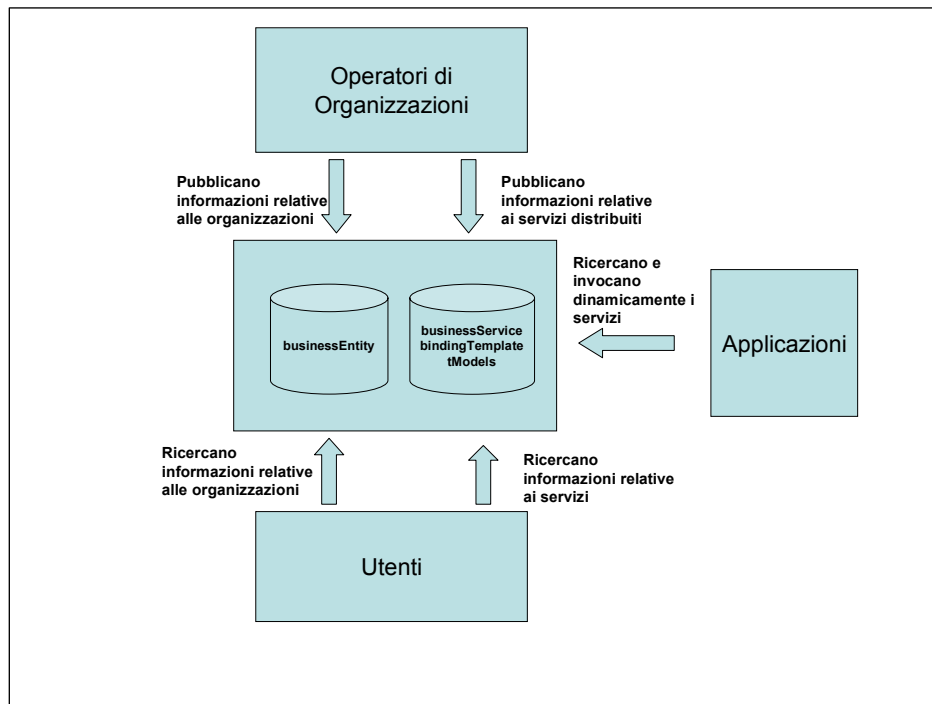 Operatori di
Organizzazioni
Pubblicano
informazioni relative
alle organizzazioni
Pubblicano
informazioni relative
ai servizi distribuiti
Ricercano e
invocano
dinamicamente i
servizi
businessEntity
businessService
bindingTemplate
tModels
Applicazioni
Ricercano
informazioni relative
alle organizzazioni
Ricercano
informazioni relative
ai servizi
Utenti